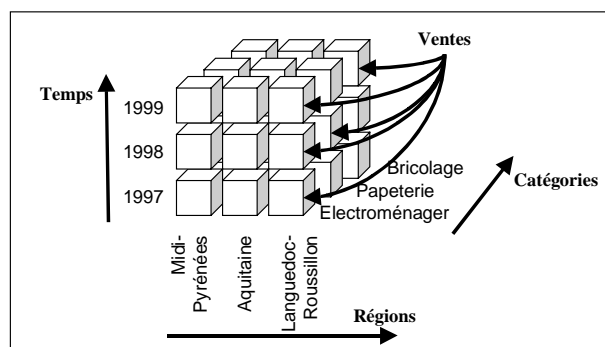 Ventes
Temps
1999
1998
1997
Bricolage
Papeterie
Electroménager
Catégories
Midi-
Pyrénées
Aquitaine
Languedoc-
Roussillon
Régions